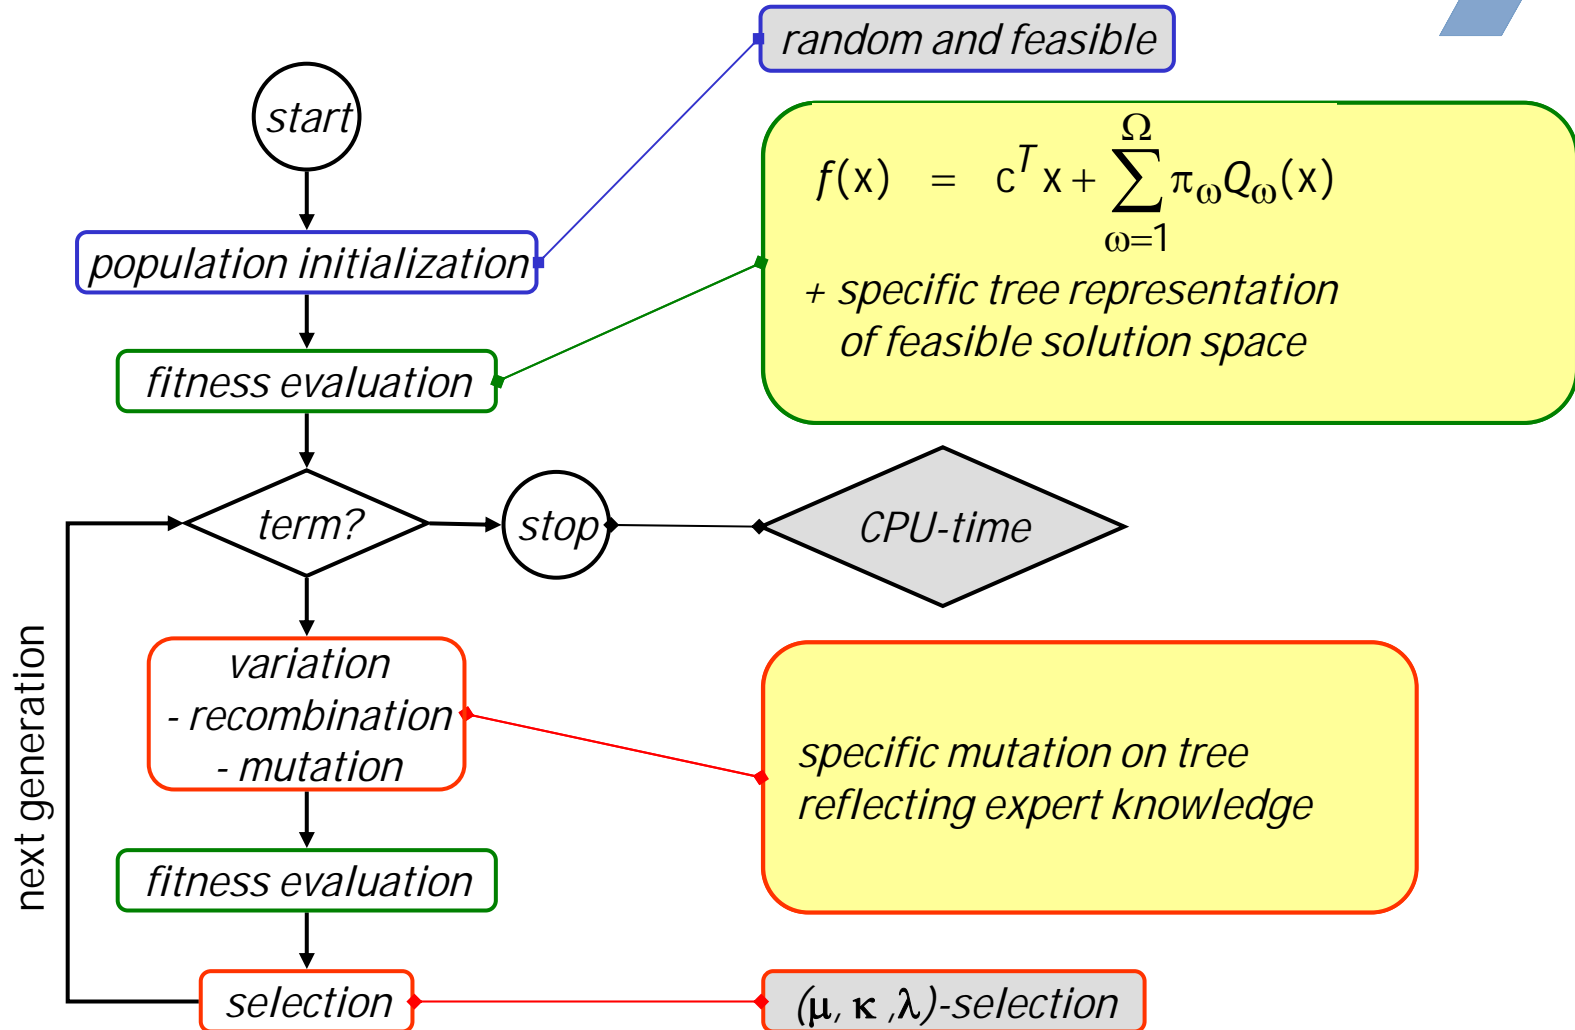 random and feasible
start
f(x) = c^T x + \sum_{ω=1}^{Ω} π_ω Q_ω(x)
population initialization
+ specific tree representation
of feasible solution space
fitness evaluation
term?
stop
CPU-time
next generation
variation
- recombination
- mutation
specific mutation on tree
reflecting expert knowledge
fitness evaluation
selection
(μ, κ ,λ)-selection